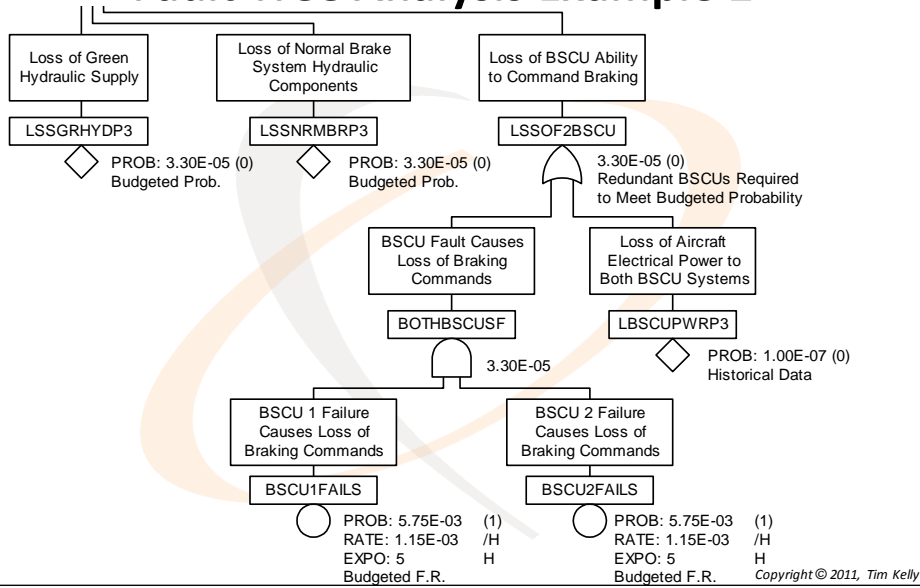 Fault Tree Analysis Example 2
Loss of Green
Hydraulic Supply
LSSGRHYDP3
PROB: 3.30E-05 (0)
Budgeted Prob.
Loss of Normal Brake
System Hydraulic
Components
LSSNRMBRP3
PROB: 3.30E-05 (0)
Budgeted Prob.
Loss of BSCU Ability
to Command Braking
LSSOF2BSCU
3.30E-05 (0)
Redundant BSCUs Required
to Meet Budgeted Probability
BSCU Fault Causes
Loss of Braking
Commands
BOTHBSCUSF
3.30E-05
Loss of Aircraft
Electrical Power to
Both BSCU Systems
LBSCUPWRP3
PROB: 1.00E-07 (0)
Historical Data
BSCU 1 Failure
Causes Loss of
Braking Commands
BSCU1FAILS
PROB: 5.75E-03 (1)
RATE: 1.15E-03 /H
EXPO: 5 H
Budgeted F.R.
BSCU 2 Failure
Causes Loss of
Braking Commands
BSCU2FAILS
PROB: 5.75E-03 (1)
RATE: 1.15E-03 /H
EXPO: 5 H
Budgeted F.R.
Copyright © 2011, Tim Kelly